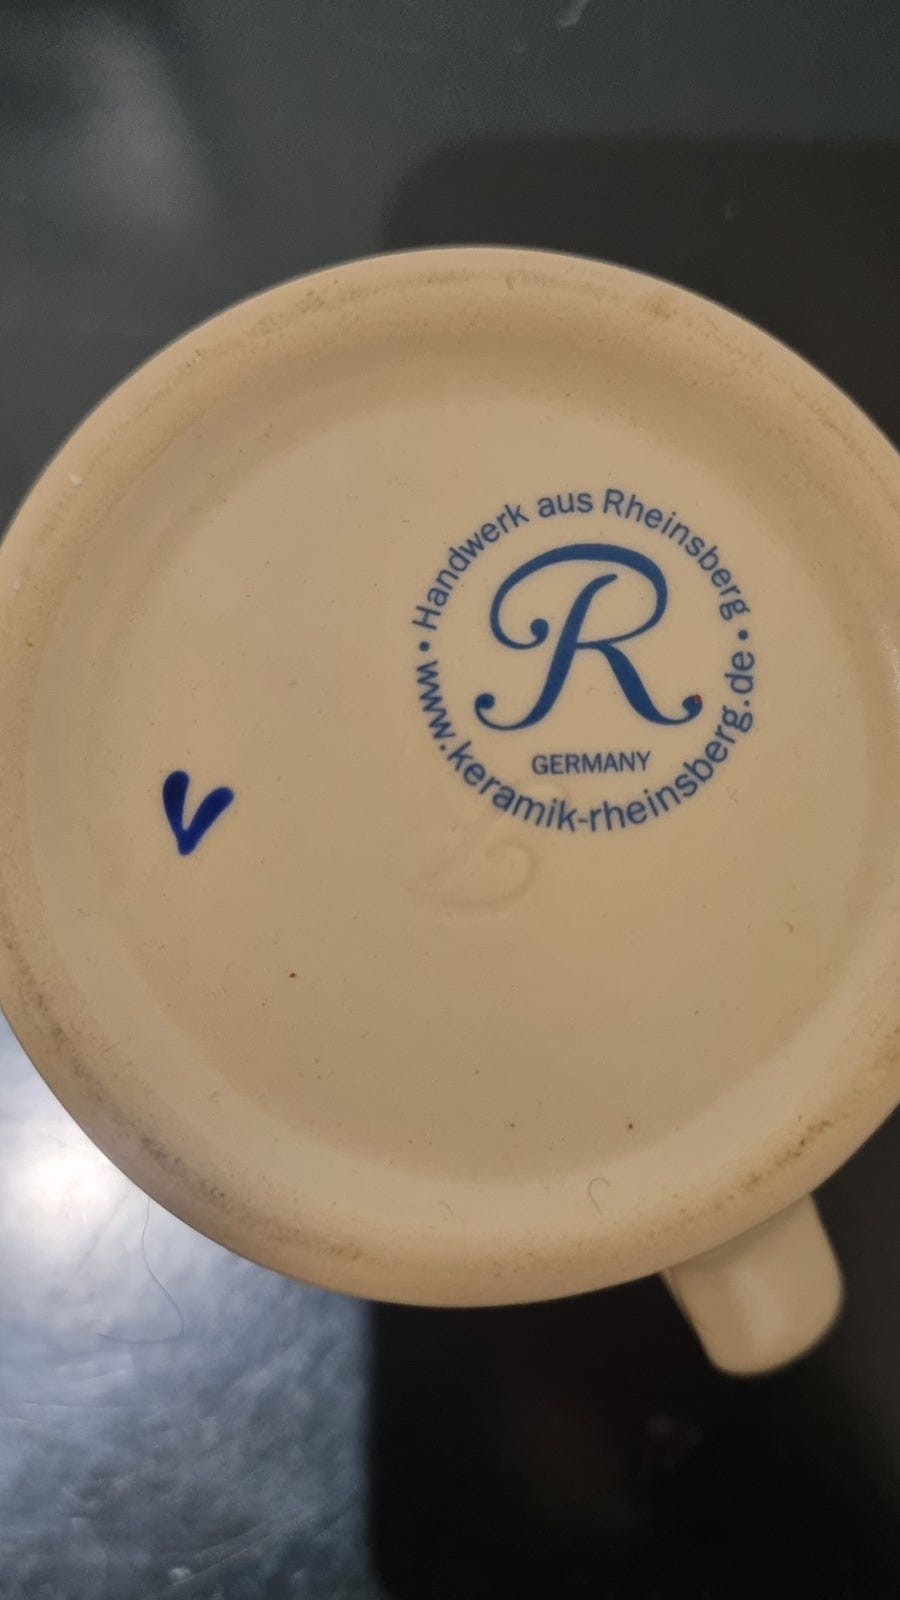 Handwerk aus Rheinsberg
R
GERMANY
www.keramik-rheinsberg.de
V